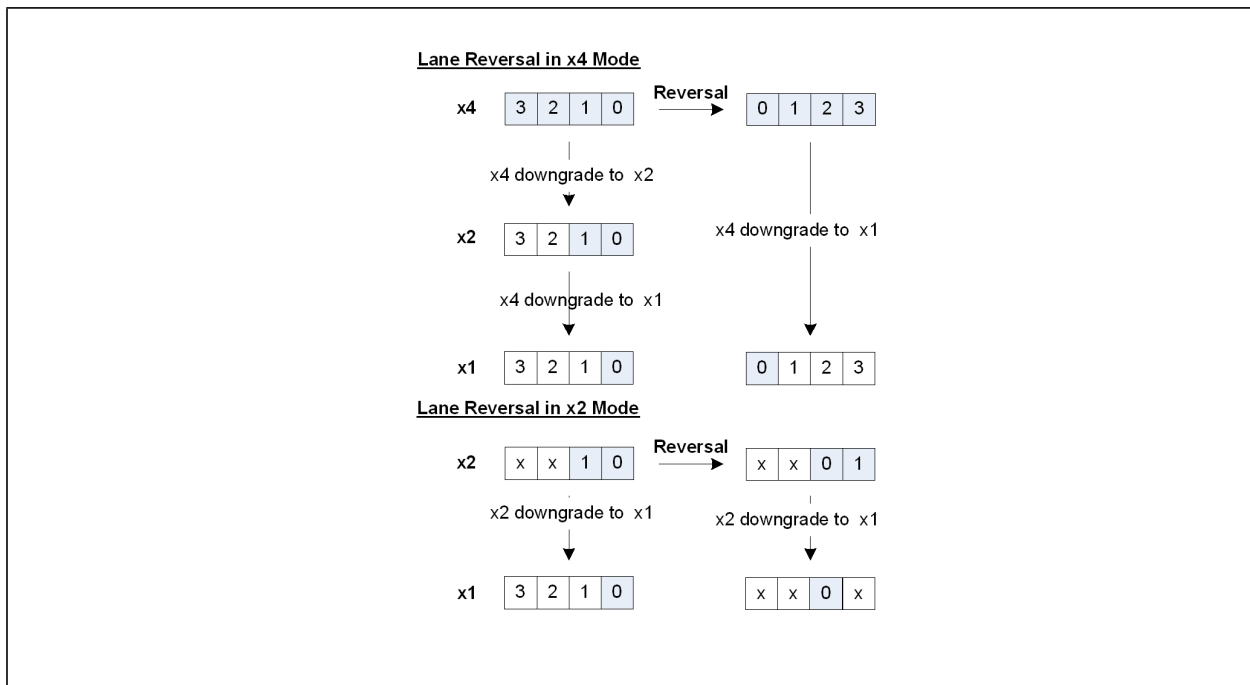 Lane Reversal in x4 Mode
x4 3 2 1 0 Reversal 0 1 2 3
x4 downgrade to x2
x2 3 2 1 0
x4 downgrade to x1
x4 downgrade to x1
x1 3 2 1 0 0 1 2 3
Lane Reversal in x2 Mode
x2 x x 1 0 Reversal x x 0 1
x2 downgrade to x1 x2 downgrade to x1
x1 3 2 1 0 x x 0 x